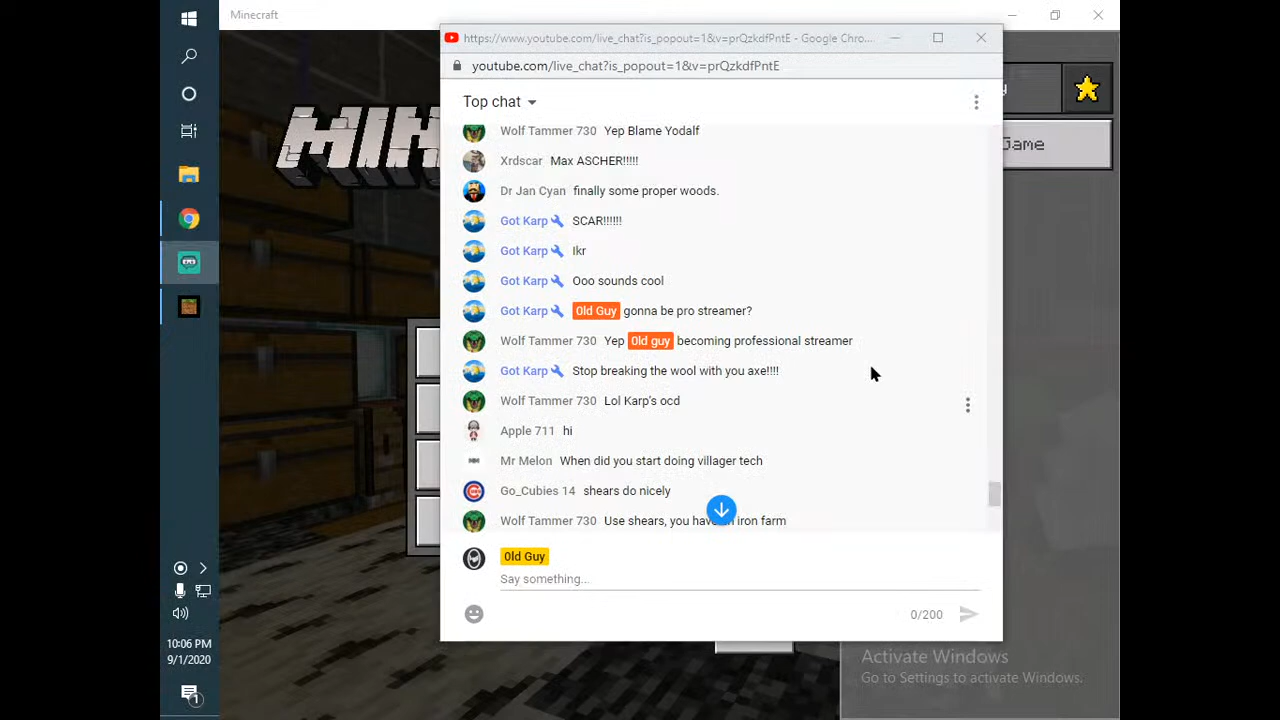 Minecraft
https://www.youtube.com/live_chat?is_popout=1&v=prQzkdfPntE - Google Chro...
youtube.com/live_chat?is_popout=1&v=prQzkdfPntE
Top chat
Wolf Tammer 730 Yep Blame Yodalf
Xrdscar Max ASCHER!!!!!
Dr Jan Cyan finally some proper woods.
Got Karp SCAR!!!!!!
Got Karp Ikr
Got Karp Ooo sounds cool
Got Karp 0ld Guy gonna be pro streamer?
Wolf Tammer 730 Yep 0ld guy becoming professional streamer
Got Karp Stop breaking the wool with you axe!!!!
Wolf Tammer 730 Lol Karp's ocd
Apple 711 hi
Mr Melon When did you start doing villager tech
Go_Cubies 14 shears do nicely
Wolf Tammer 730 Use shears, you have iron farm
0ld Guy
Say something...
0/200
Game
10:06 PM
9/1/2020
1
Activate Windows
Go to Settings to activate Windows.